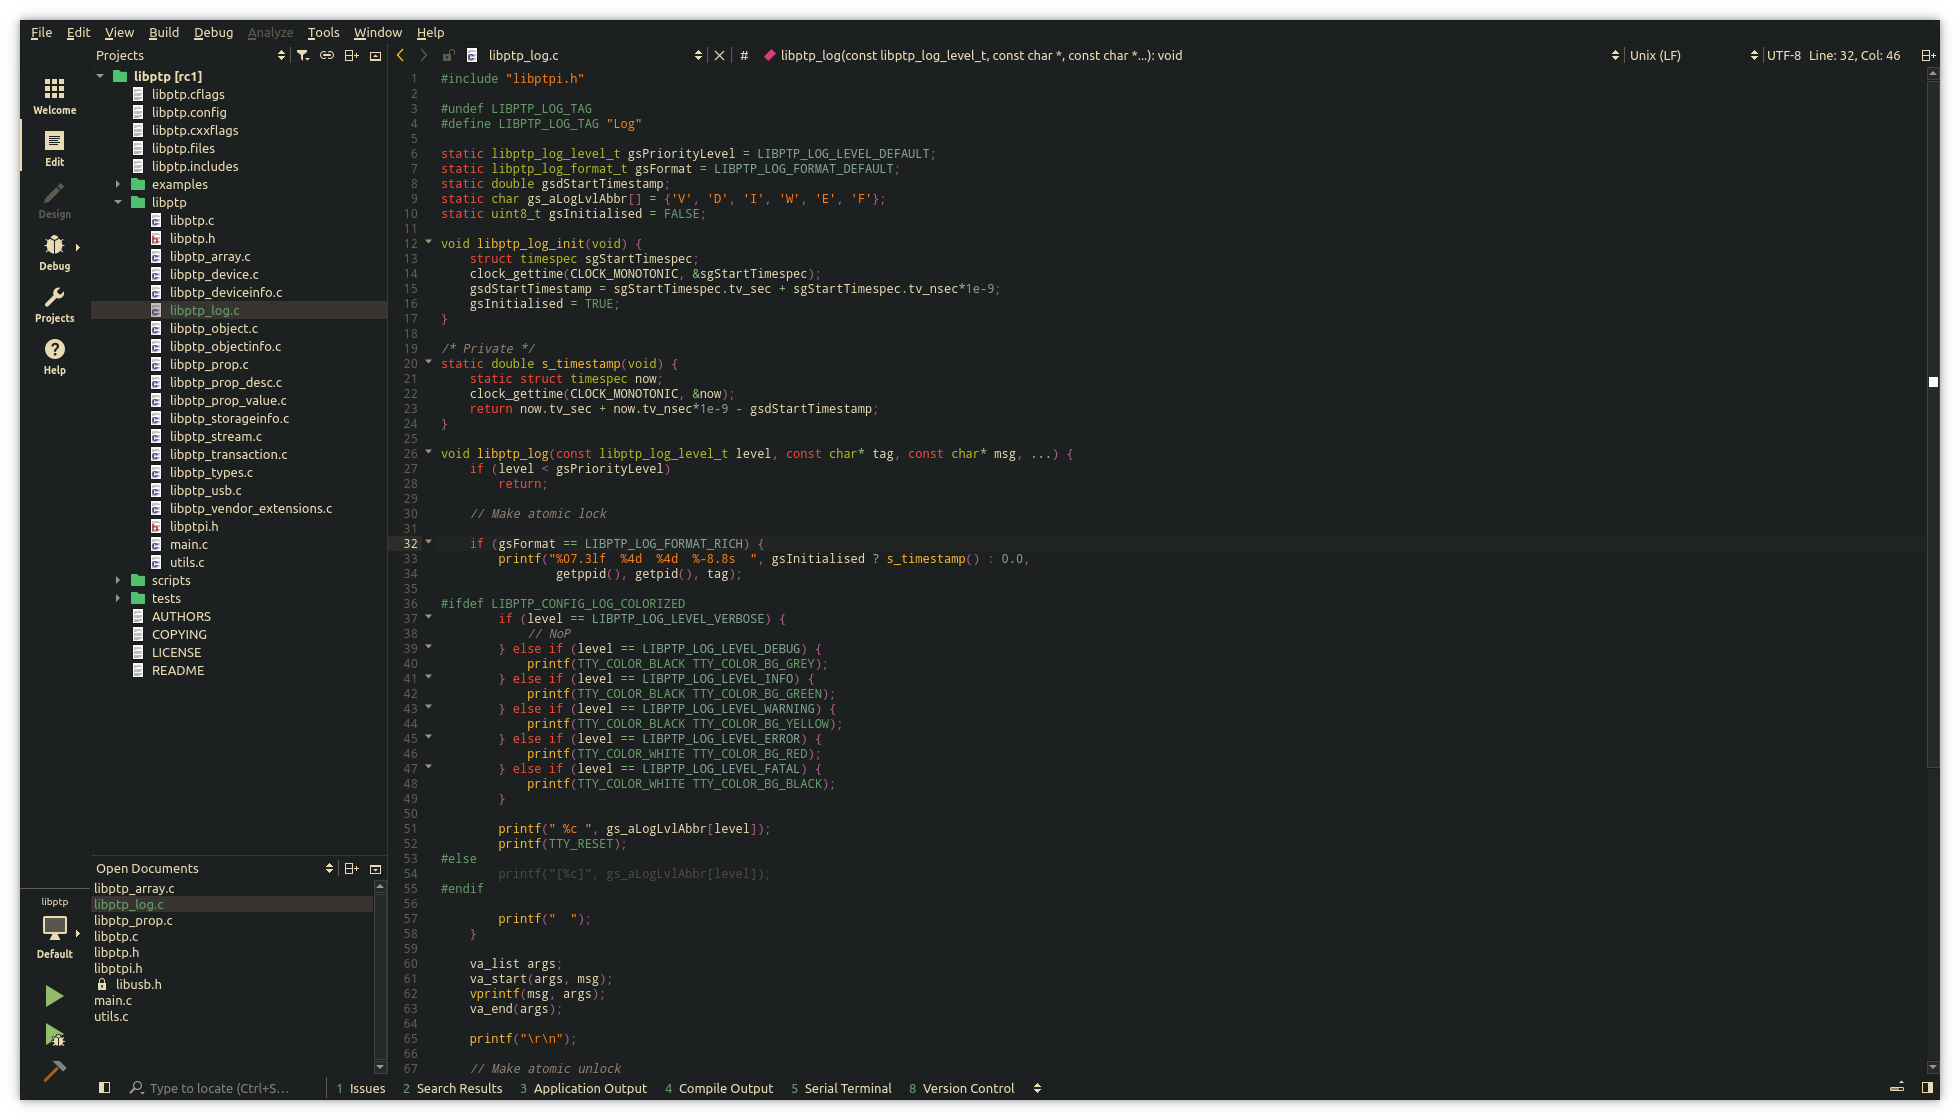 File Edit View Build Debug Analyze Tools Window Help
Projects
libptp_log.c # libptp_log(const libptp_log_level_t, const char *, const char *...): void Unix (LF) UTF-8 Line: 32, Col: 46
Welcome
Edit
Design
Debug
Projects
Help
libptp [rc1]
libptp.cflags
libptp.config
libptp.cxxflags
libptp.files
libptp.includes
examples
libptp
libptp.c
libptp.h
libptp_array.c
libptp_device.c
libptp_deviceinfo.c
libptp_log.c
libptp_object.c
libptp_objectinfo.c
libptp_prop.c
libptp_prop_desc.c
libptp_prop_value.c
libptp_storageinfo.c
libptp_stream.c
libptp_transaction.c
libptp_types.c
libptp_usb.c
libptp_vendor_extensions.c
libptpi.h
main.c
utils.c
scripts
tests
AUTHORS
COPYING
LICENSE
README
Open Documents
libptp_array.c
libptp_log.c
libptp_prop.c
libptp.c
libptp.h
libptpi.h
libusb.h
main.c
utils.c
libptp
Default
1 #include "libptpi.h"
2
3 #undef LIBPTP_LOG_TAG
4 #define LIBPTP_LOG_TAG "Log"
5
6 static libptp_log_level_t gsPriorityLevel = LIBPTP_LOG_LEVEL_DEFAULT;
7 static libptp_log_format_t gsFormat = LIBPTP_LOG_FORMAT_DEFAULT;
8 static double gsdStartTimestamp;
9 static char gs_aLogLvlAbbr[] = {'V', 'D', 'I', 'W', 'E', 'F'};
10 static uint8_t gsInitialised = FALSE;
11
12 void libptp_log_init(void) {
13     struct timespec sgStartTimespec;
14     clock_gettime(CLOCK_MONOTONIC, &sgStartTimespec);
15     gsdStartTimestamp = sgStartTimespec.tv_sec + sgStartTimespec.tv_nsec*1e-9;
16     gsInitialised = TRUE;
17 }
18
19 /* Private */
20 static double s_timestamp(void) {
21     static struct timespec now;
22     clock_gettime(CLOCK_MONOTONIC, &now);
23     return now.tv_sec + now.tv_nsec*1e-9 - gsdStartTimestamp;
24 }
25
26 void libptp_log(const libptp_log_level_t level, const char* tag, const char* msg, ...) {
27     if (level < gsPriorityLevel)
28         return;
29
30     // Make atomic lock
31
32     if (gsFormat == LIBPTP_LOG_FORMAT_RICH) {
33         printf("%07.3lf  %4d  %4d  %-8.8s  ", gsInitialised ? s_timestamp() : 0.0,
34                 getppid(), getpid(), tag);
35
36 #ifdef LIBPTP_CONFIG_LOG_COLORIZED
37         if (level == LIBPTP_LOG_LEVEL_VERBOSE) {
38             // NoP
39         } else if (level == LIBPTP_LOG_LEVEL_DEBUG) {
40             printf(TTY_COLOR_BLACK TTY_COLOR_BG_GREY);
41         } else if (level == LIBPTP_LOG_LEVEL_INFO) {
42             printf(TTY_COLOR_BLACK TTY_COLOR_BG_GREEN);
43         } else if (level == LIBPTP_LOG_LEVEL_WARNING) {
44             printf(TTY_COLOR_BLACK TTY_COLOR_BG_YELLOW);
45         } else if (level == LIBPTP_LOG_LEVEL_ERROR) {
46             printf(TTY_COLOR_WHITE TTY_COLOR_BG_RED);
47         } else if (level == LIBPTP_LOG_LEVEL_FATAL) {
48             printf(TTY_COLOR_WHITE TTY_COLOR_BG_BLACK);
49         }
50
51         printf(" %c ", gs_aLogLvlAbbr[level]);
52         printf(TTY_RESET);
53 #else
54         printf("[%c]", gs_aLogLvlAbbr[level]);
55 #endif
56
57         printf("  ");
58     }
59
60     va_list args;
61     va_start(args, msg);
62     vprintf(msg, args);
63     va_end(args);
64
65     printf("\r\n");
66
67     // Make atomic unlock
Type to locate (Ctrl+S... 1 Issues 2 Search Results 3 Application Output 4 Compile Output 5 Serial Terminal 8 Version Control